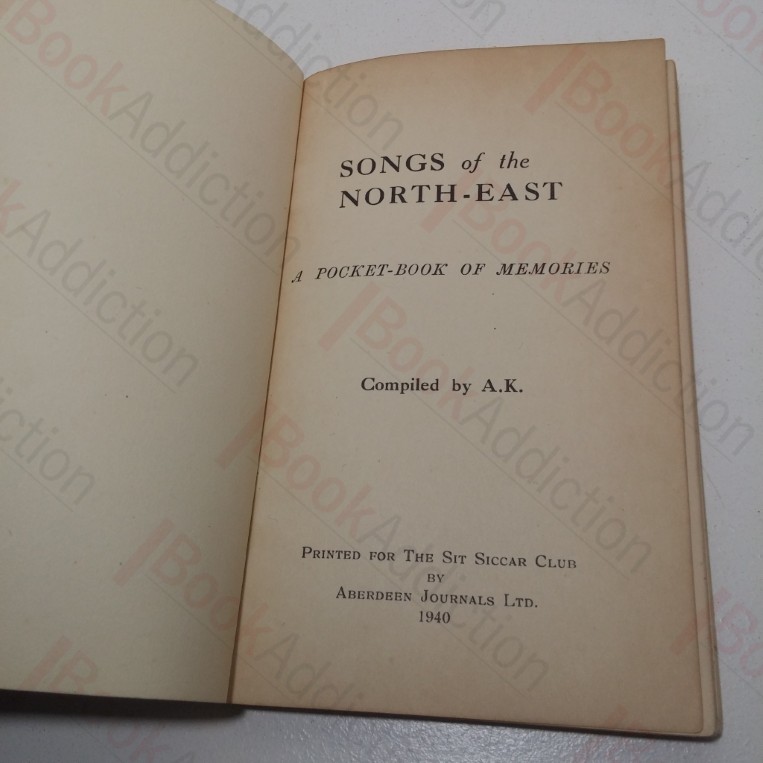 SONGS of the
NORTH-EAST
A POCKET-BOOK OF MEMORIES
Compiled by A.K.
PRINTED FOR THE SIT SICCAR CLUB
BY
ABERDEEN JOURNALS LTD.
1940
BookAddiction